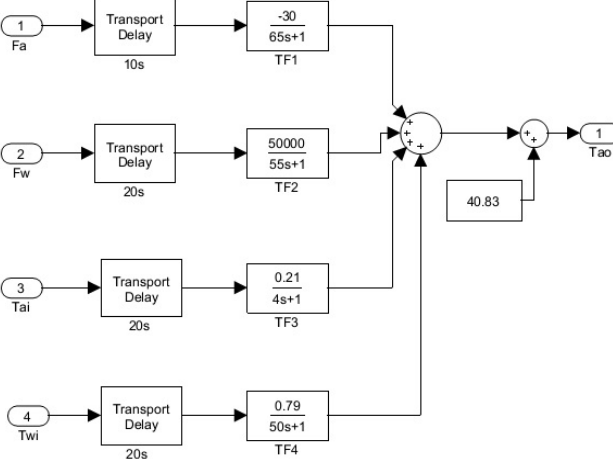 1
Fa
Transport
Delay
10s
-30
65s+1
TF1
2
Fw
Transport
Delay
20s
50000
55s+1
TF2
+
+
+
+
+
+
1
Tao
40.83
3
Tai
Transport
Delay
20s
0.21
4s+1
TF3
4
Twi
Transport
Delay
20s
0.79
50s+1
TF4